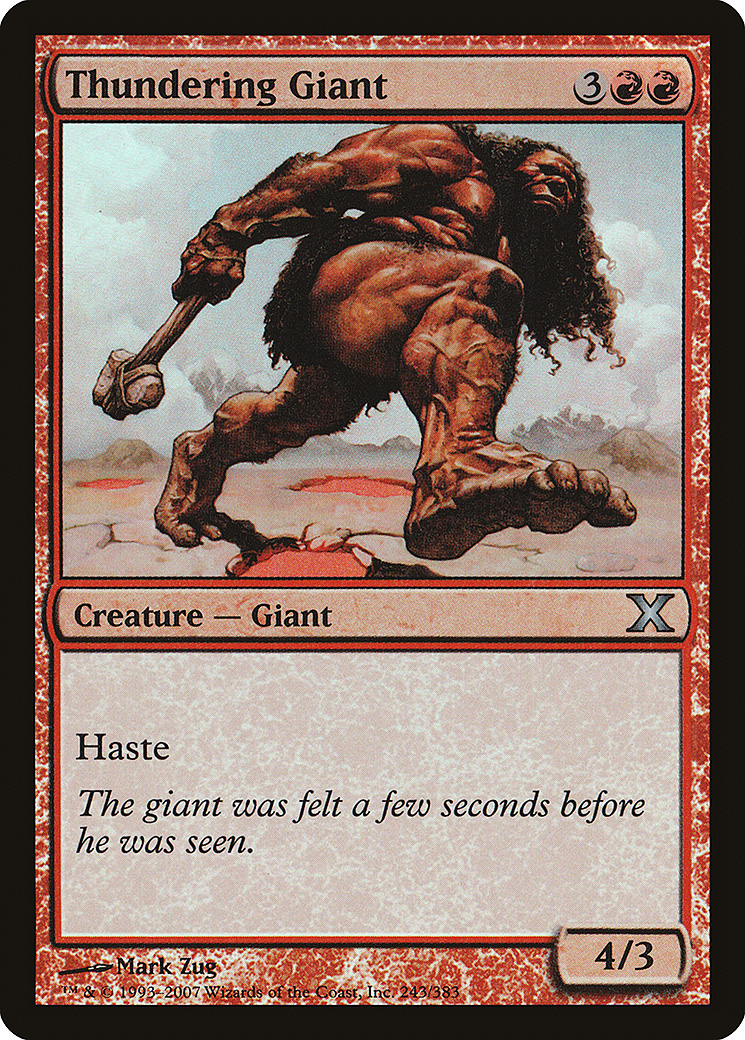 Thundering Giant 3
Creature — Giant X
Haste
The giant was felt a few seconds before
he was seen.
4/3
Mark Zug
™ & © 1993–2007 Wizards of the Coast, Inc. 243/383